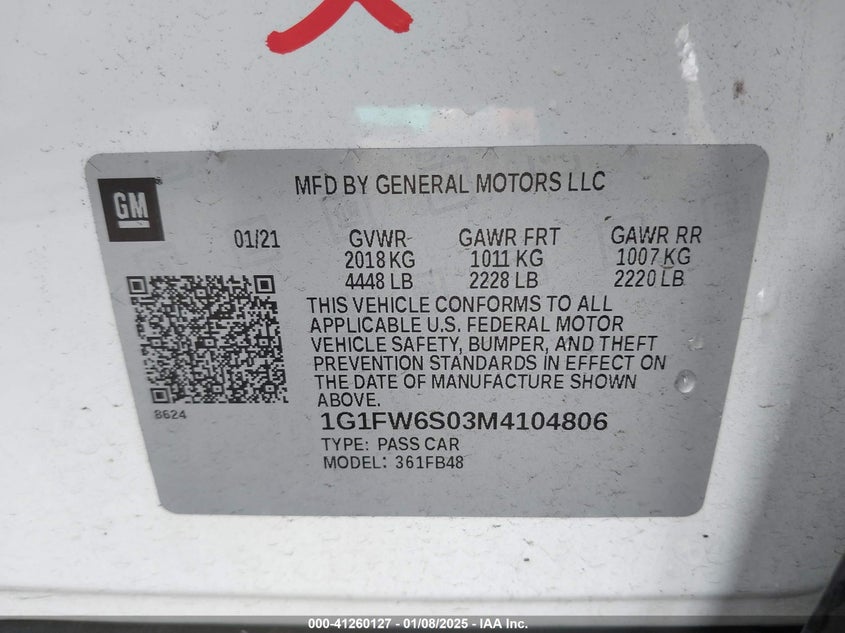 GM
MFD BY GENERAL MOTORS LLC
01/21
GVWR
2018 KG
4448 LB
GAWR FRT
1011 KG
2228 LB
GAWR RR
1007 KG
2220 LB
THIS VEHICLE CONFORMS TO ALL
APPLICABLE U.S. FEDERAL MOTOR
VEHICLE SAFETY, BUMPER, AND THEFT
PREVENTION STANDARDS IN EFFECT ON
THE DATE OF MANUFACTURE SHOWN
ABOVE.
8624
1G1FW6S03M4104806
TYPE: PASS CAR
MODEL: 361FB48
000-41260127 - 01/08/2025 - IAA Inc.